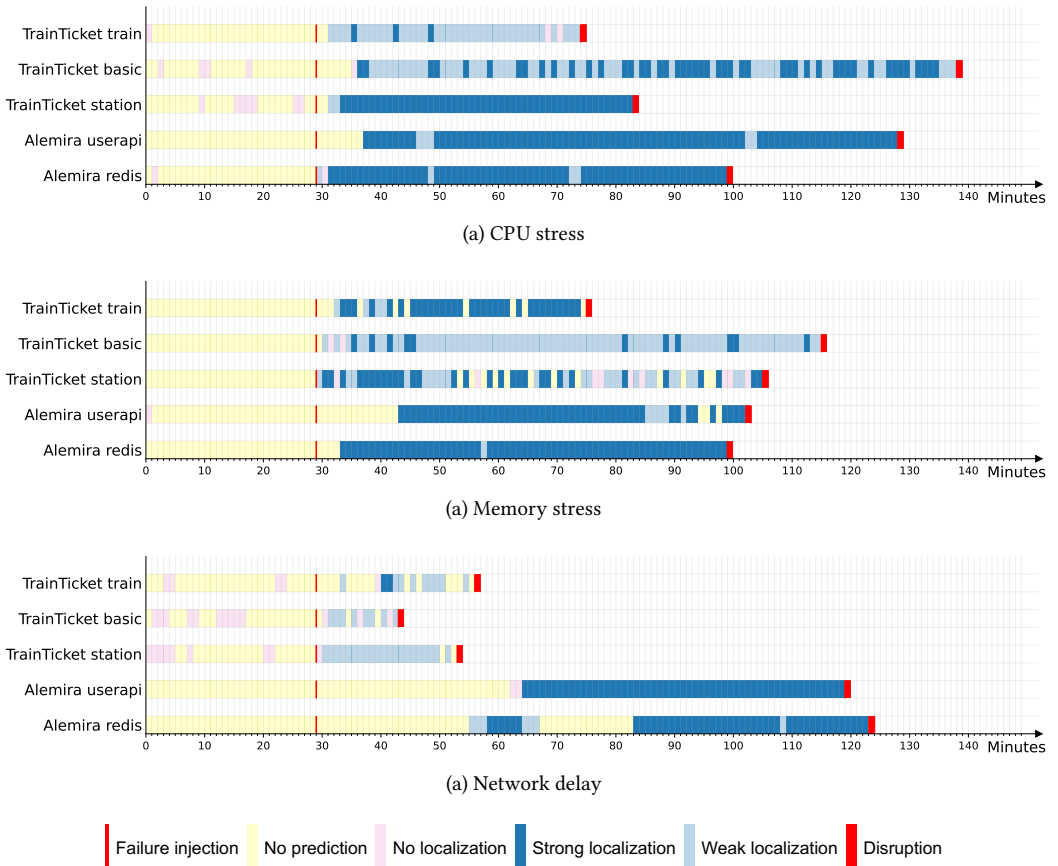 TrainTicket train
TrainTicket basic
TrainTicket station
Alemira userapi
Alemira redis
0 10 20 30 40 50 60 70 80 90 100 110 120 130 140 Minutes
(a) CPU stress
TrainTicket train
TrainTicket basic
TrainTicket station
Alemira userapi
Alemira redis
0 10 20 30 40 50 60 70 80 90 100 110 120 130 140 Minutes
(a) Memory stress
TrainTicket train
TrainTicket basic
TrainTicket station
Alemira userapi
Alemira redis
0 10 20 30 40 50 60 70 80 90 100 110 120 130 140 Minutes
(a) Network delay
Failure injection No prediction No localization Strong localization Weak localization Disruption